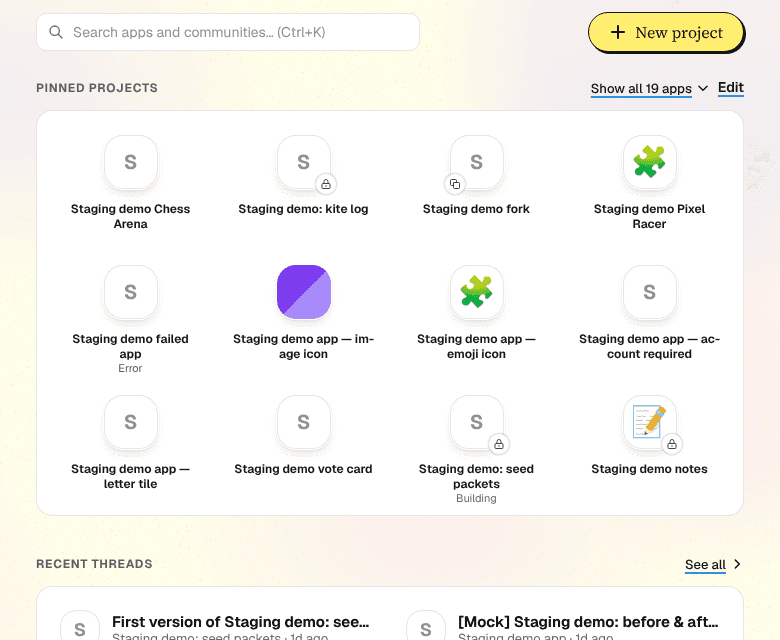 Search apps and communities... (Ctrl+K)
New project
PINNED PROJECTS
Show all 19 apps
Edit
S
S
S
Staging demo Chess
Arena
Staging demo: kite log
Staging demo fork
Staging demo Pixel
Racer
S
S
Staging demo failed
app
Error
Staging demo app — im-
age icon
Staging demo app —
emoji icon
Staging demo app — ac-
count required
S
S
S
Staging demo app —
letter tile
Staging demo vote card
Staging demo: seed
packets
Building
Staging demo notes
RECENT THREADS
See all
S
First version of Staging demo: see...
Staging demo: seed packets · 1d ago
S
[Mock] Staging demo: before & aft...
Staging demo app · 1d ago